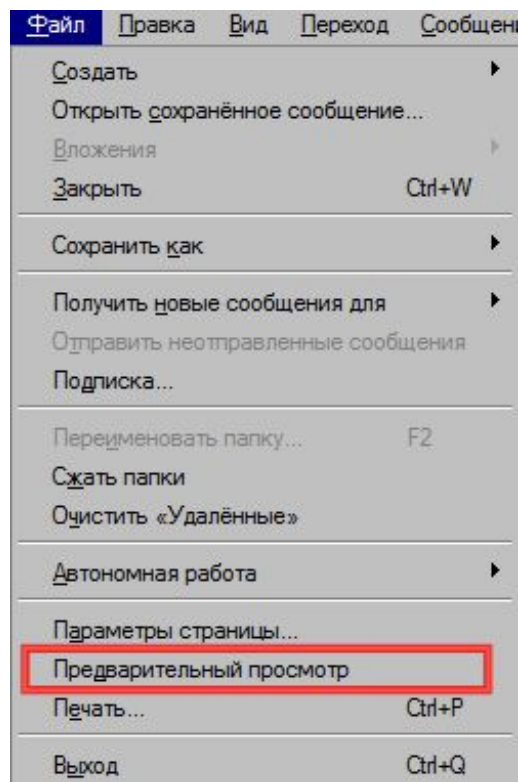 Файл Правка Вид Переход Сообщен
Создать
Открыть сохранённое сообщение...
Вложения
Закрыть Ctrl+W
Сохранить как
Получить новые сообщения для
Отправить неотправленные сообщения
Подписка...
Переименовать папку... F2
Сжать папки
Очистить «Удалённые»
Автономная работа
Параметры страницы...
Предварительный просмотр
Печать... Ctrl+P
Выход Ctrl+Q